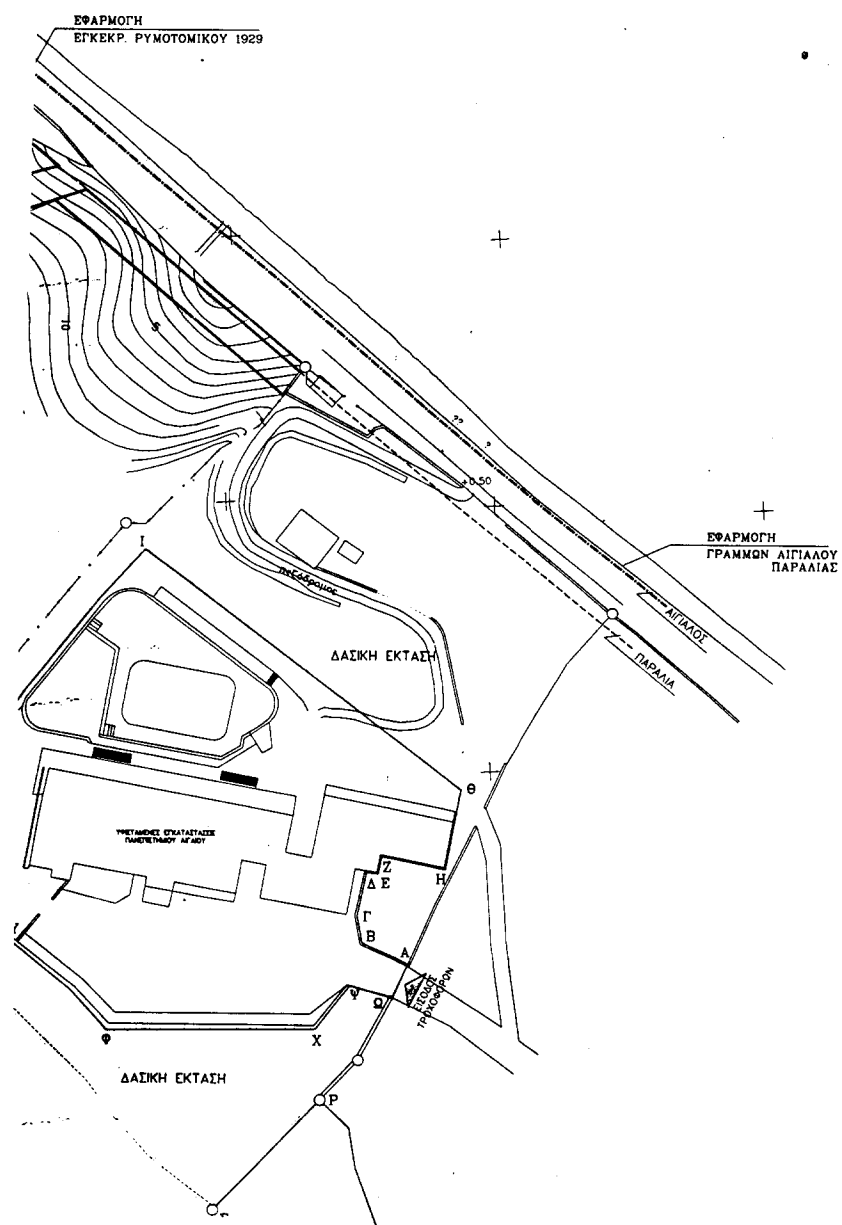 ΕΦΑΡΜΟΓΗ
ΕΓΚΕΚΡ. ΡΥΜΟΤΟΜΙΚΟΥ 1929
10
5
??
?
+0.50
ΕΦΑΡΜΟΓΗ
ΓΡΑΜΜΩΝ ΑΙΓΙΑΛΟΥ
ΠΑΡΑΛΙΑΣ
Ι
πεζόδρομος
ΑΙΓΙΑΛΟΣ
ΔΑΣΙΚΗ ΕΚΤΑΣΗ
ΠΑΡΑΛΙΑ
Θ
ΥΦΙΣΤΑΜΕΝΕΣ ΕΓΚΑΤΑΣΤΑΣΕΙΣ
ΠΑΝΕΠΙΣΤΗΜΙΟΥ ΑΙΓΑΙΟΥ
Ζ
Η
Δ Ε
Γ
Β
Α
Ψ
Ω
ΕΙΣΟΔΟΣ
ΤΡΟΧΟΦΟΡΩΝ
Φ
Χ
ΔΑΣΙΚΗ ΕΚΤΑΣΗ
Ρ